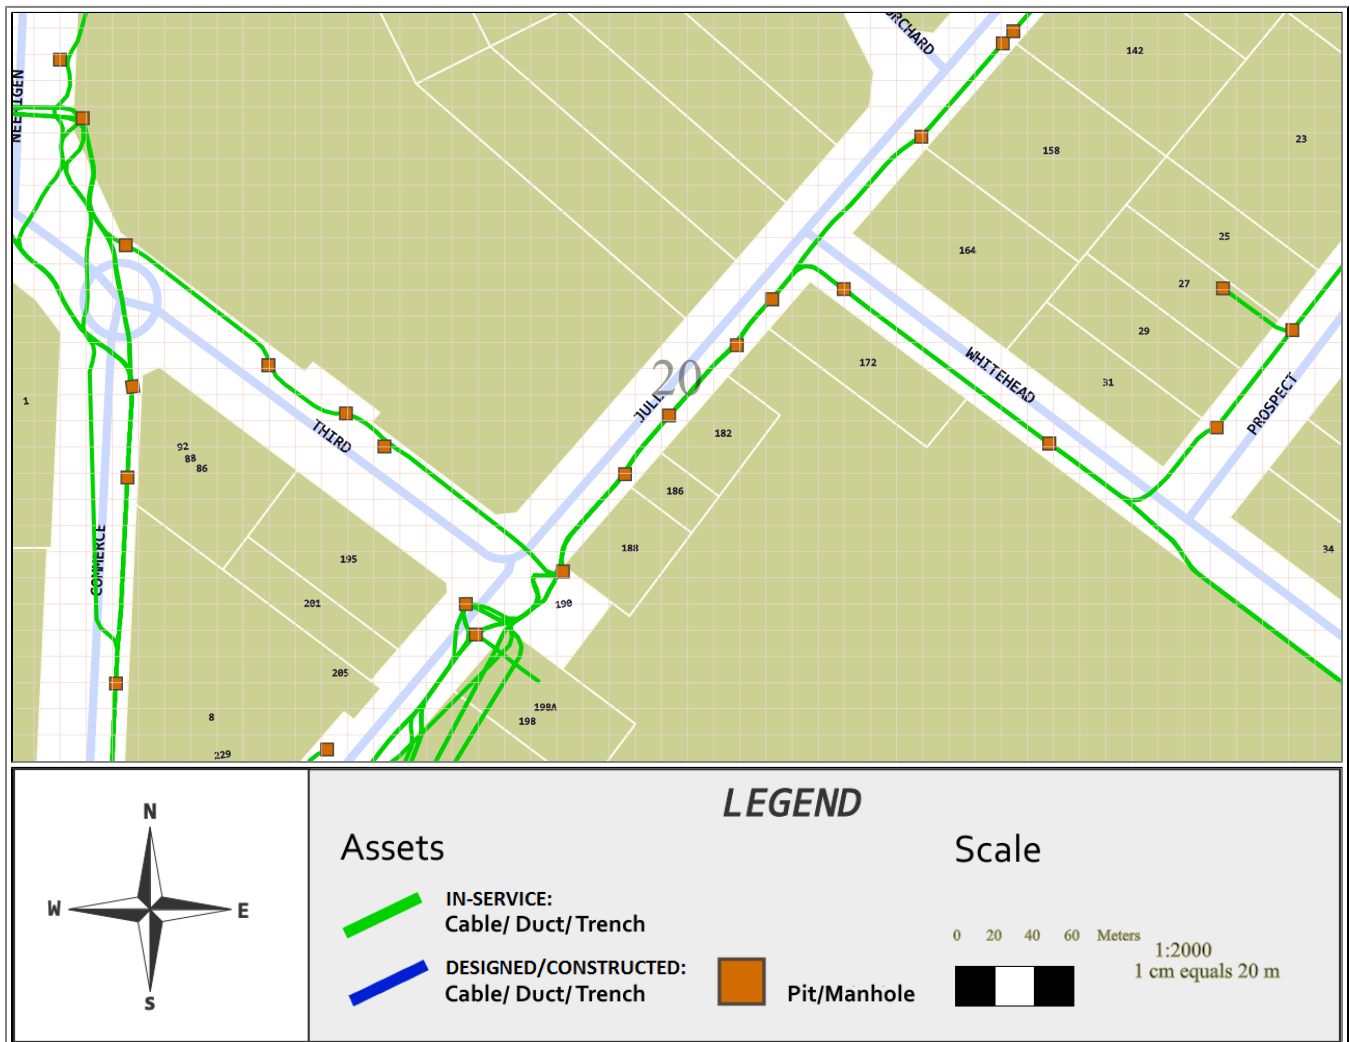 ORCHARD
142
NEE
IGEN
23
158
25
164
27
20
29
172
WHITEHEAD
31
JUL
PROSPECT
1
THIRD
182
92
88
86
186
COMMERCE
188
34
195
201
190
205
198A
8
198
229
LEGEND
N
W
E
S
Assets
IN-SERVICE:
Cable/ Duct/ Trench
DESIGNED/CONSTRUCTED:
Cable/ Duct/ Trench
Pit/Manhole
Scale
0 20 40 60 Meters
1:2000
1 cm equals 20 m